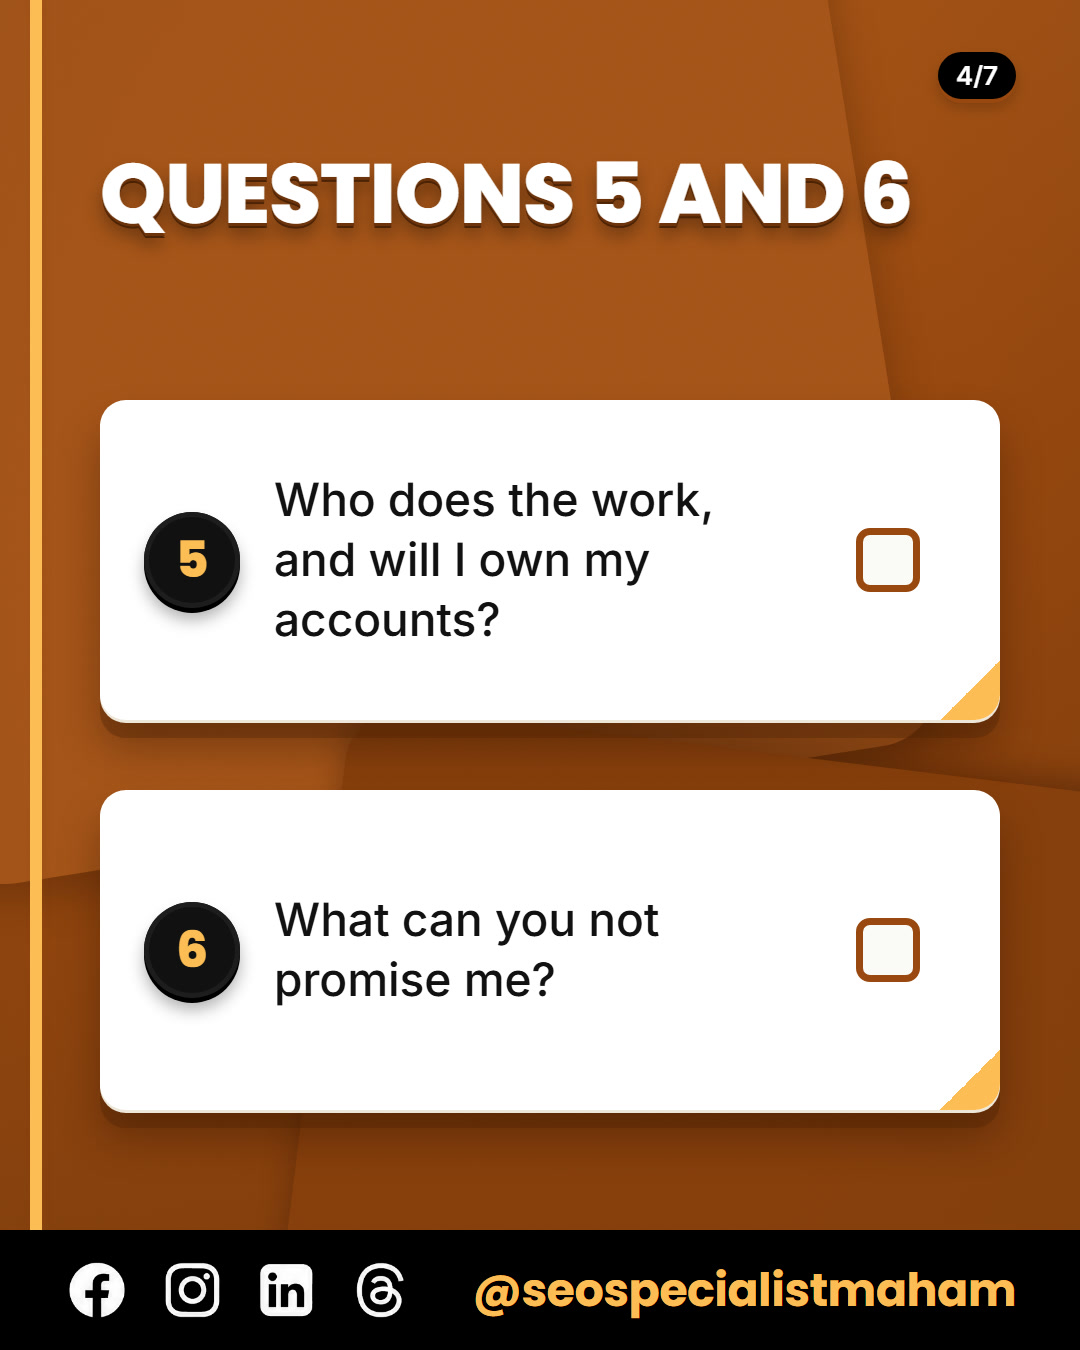 4/7
QUESTIONS 5 AND 6
5
Who does the work,
and will I own my
accounts?
6
What can you not
promise me?
@seospecialistmaham